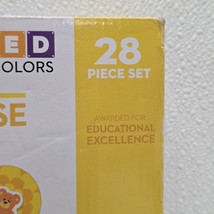 ED
COLORS
28
PIECE SET
SE
AWARDED FOR
EDUCATIONAL
EXCELLENCE